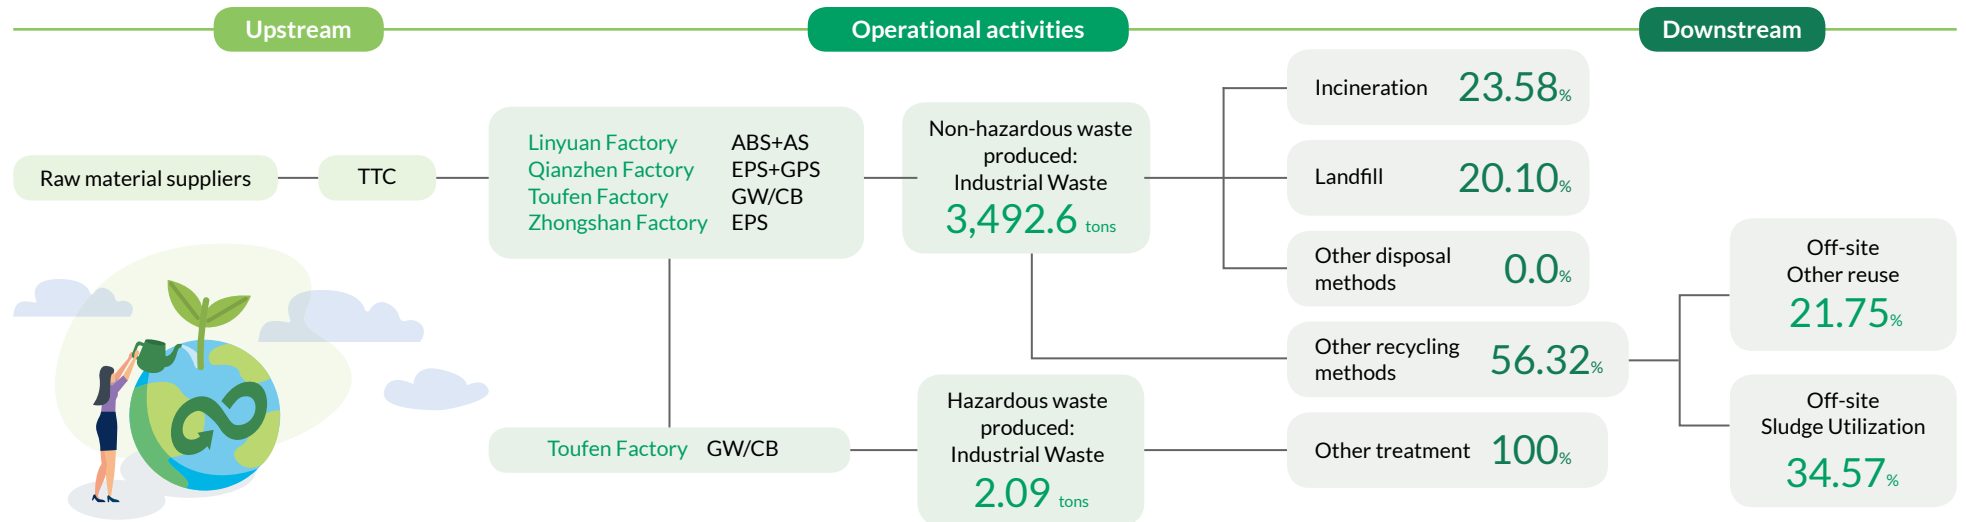 Upstream
Operational activities
Downstream
Raw material suppliers
TTC
Linyuan Factory ABS+AS
Qianzhen Factory EPS+GPS
Toufen Factory GW/CB
Zhongshan Factory EPS
Non-hazardous waste
produced:
Industrial Waste
3,492.6 tons
Incineration 23.58%
Landfill 20.10%
Other disposal
methods
0.0%
Other recycling
methods
56.32%
Off-site
Other reuse
21.75%
Off-site
Sludge Utilization
34.57%
Toufen Factory GW/CB
Hazardous waste
produced:
Industrial Waste
2.09 tons
Other treatment 100%